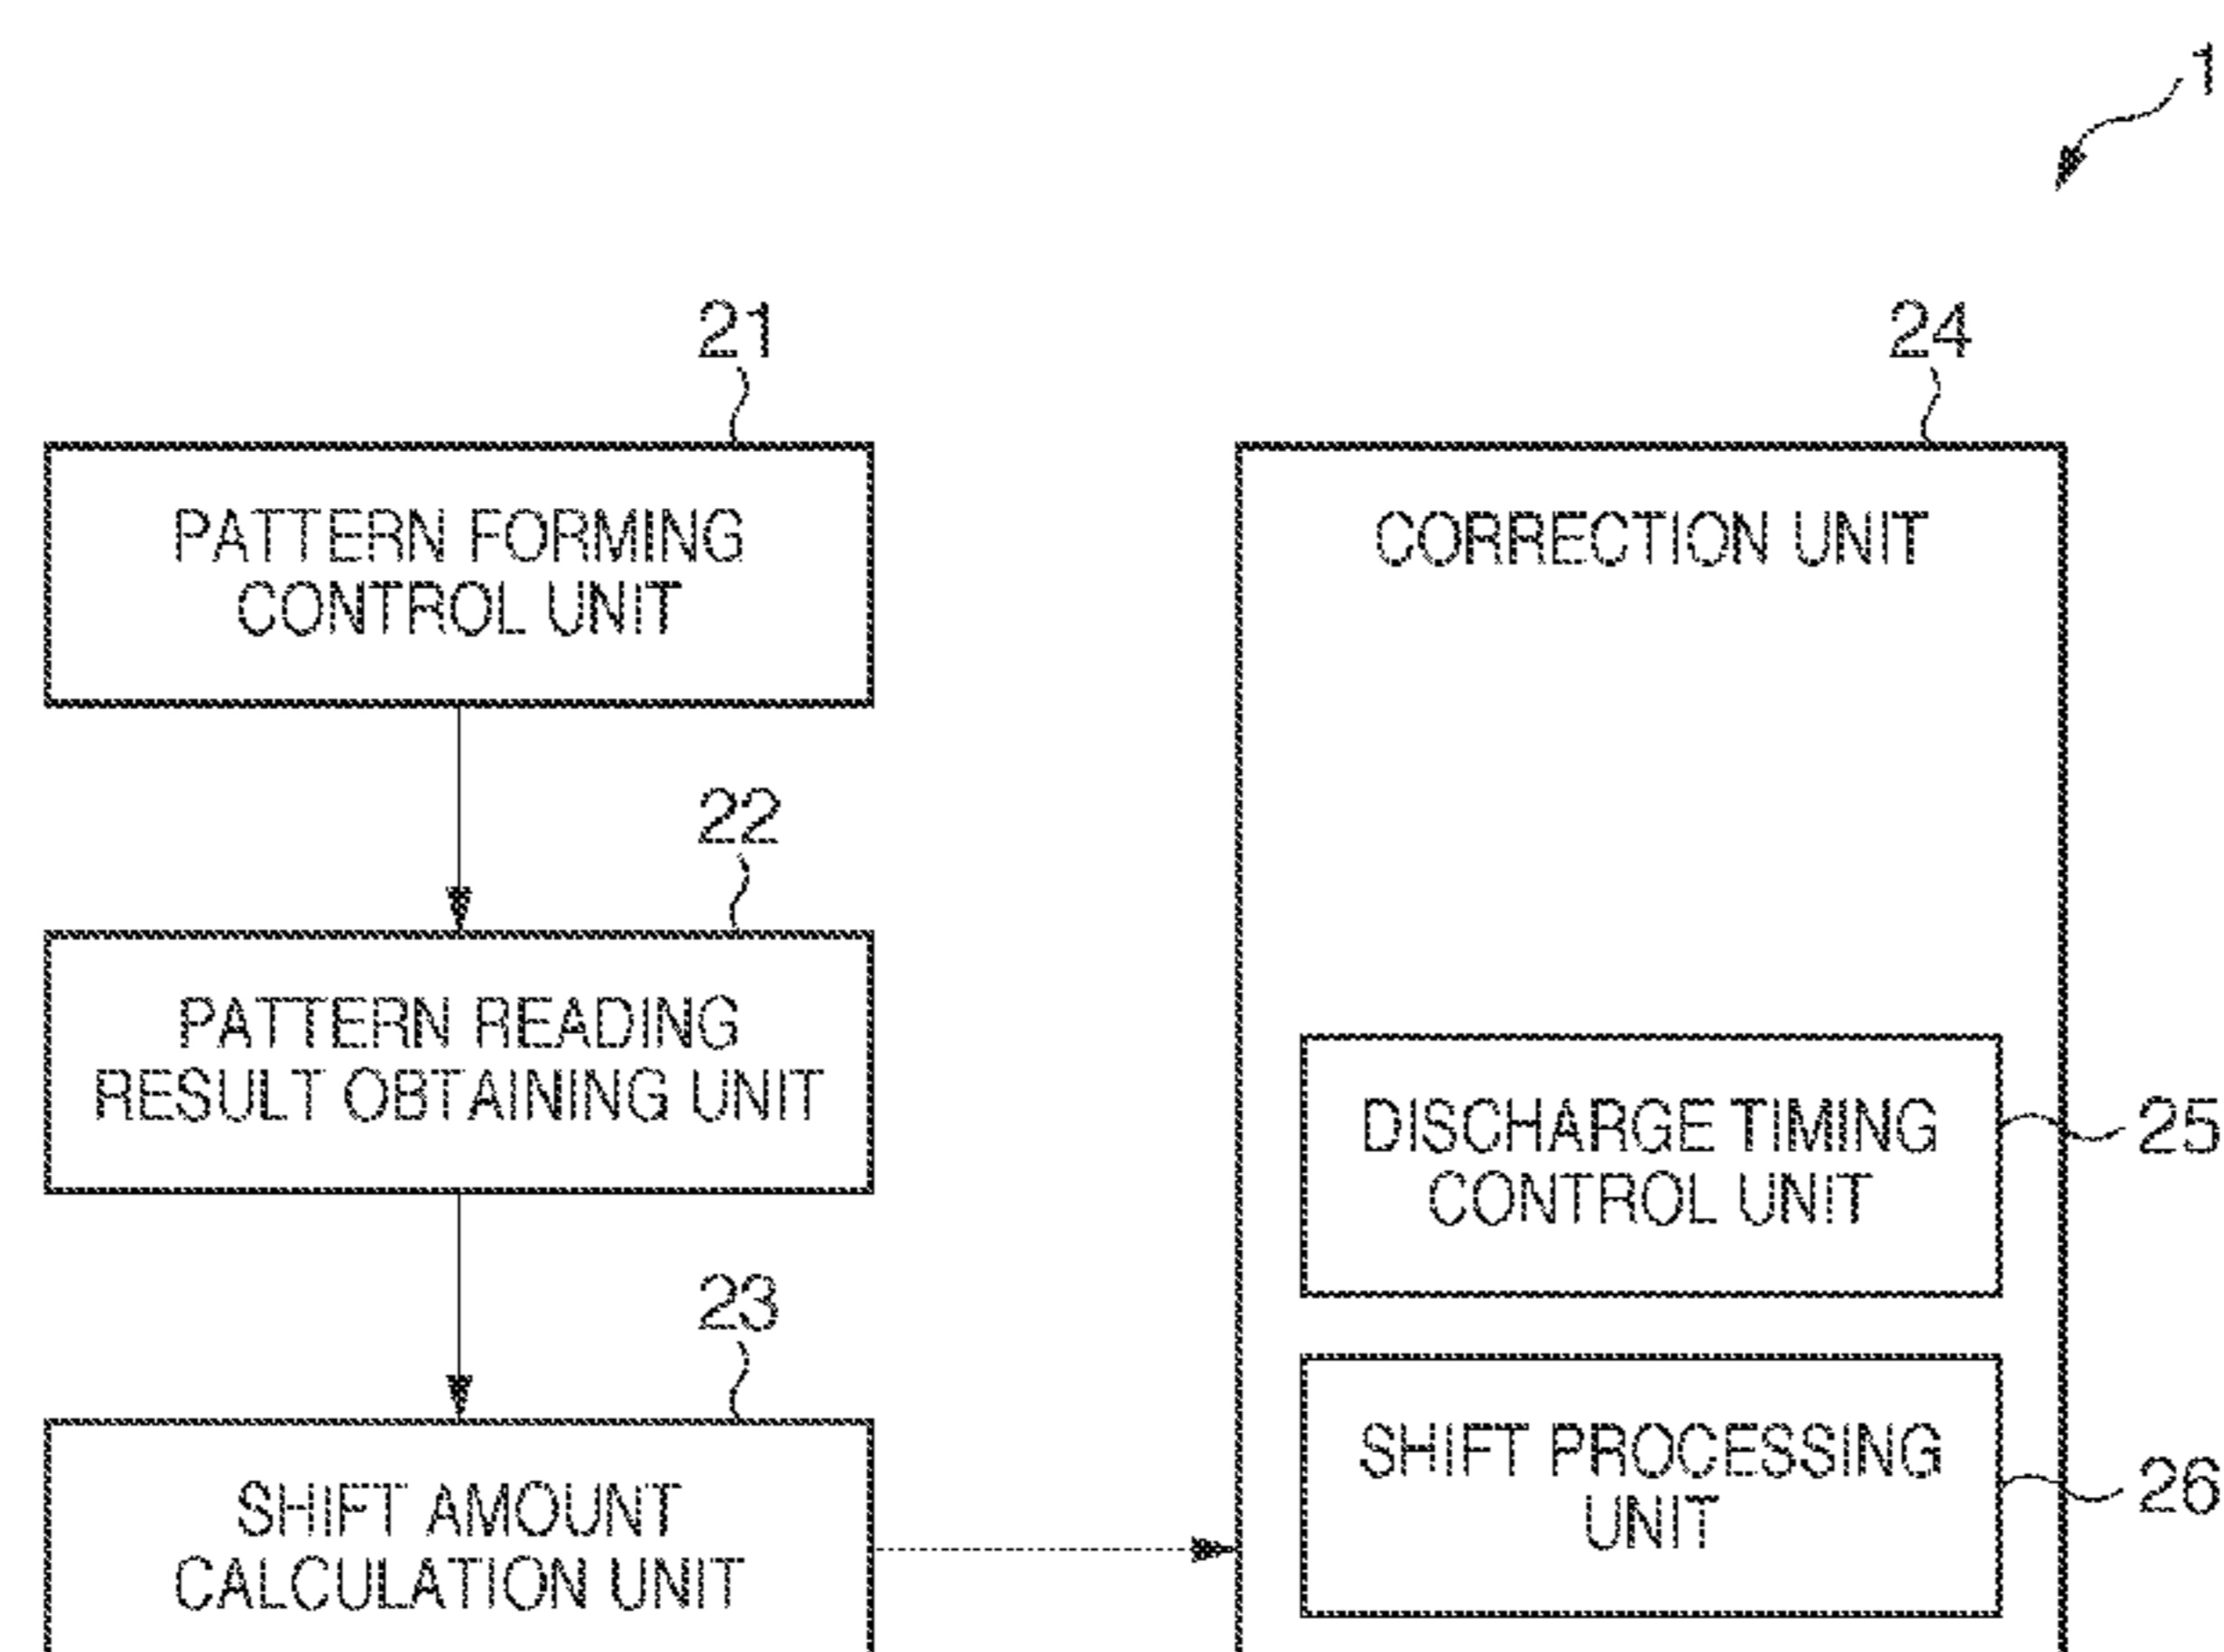 1
21
PATTERN FORMING
CONTROL UNIT
22
PATTERN READING
RESULT OBTAINING UNIT
23
SHIFT AMOUNT
CALCULATION UNIT
24
CORRECTION UNIT
DISCHARGE TIMING
CONTROL UNIT
25
SHIFT PROCESSING
UNIT
26